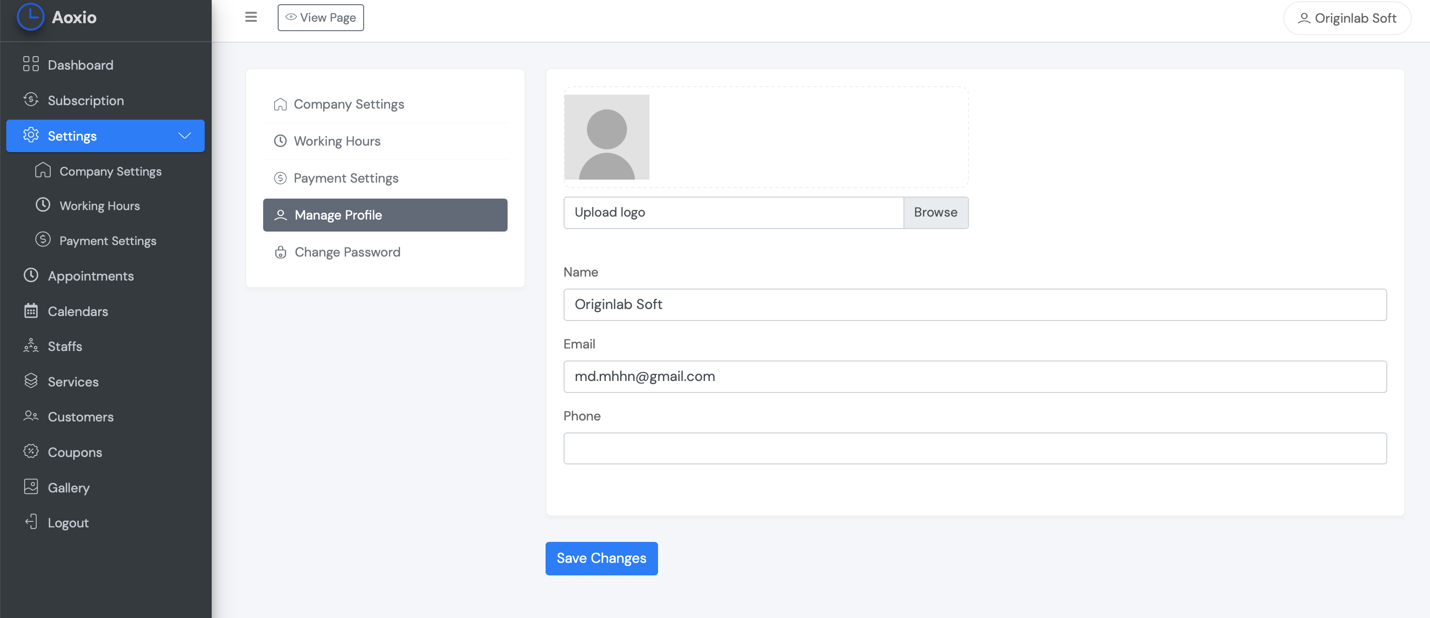 Aoxio
View Page
Originlab Soft
Dashboard
Subscription
Settings
Company Settings
Working Hours
Payment Settings
Appointments
Calendars
Staffs
Services
Customers
Coupons
Gallery
Logout
Company Settings
Working Hours
Payment Settings
Manage Profile
Change Password
Upload logo
Browse
Name
Originlab Soft
Email
md.mhhn@gmail.com
Phone
Save Changes